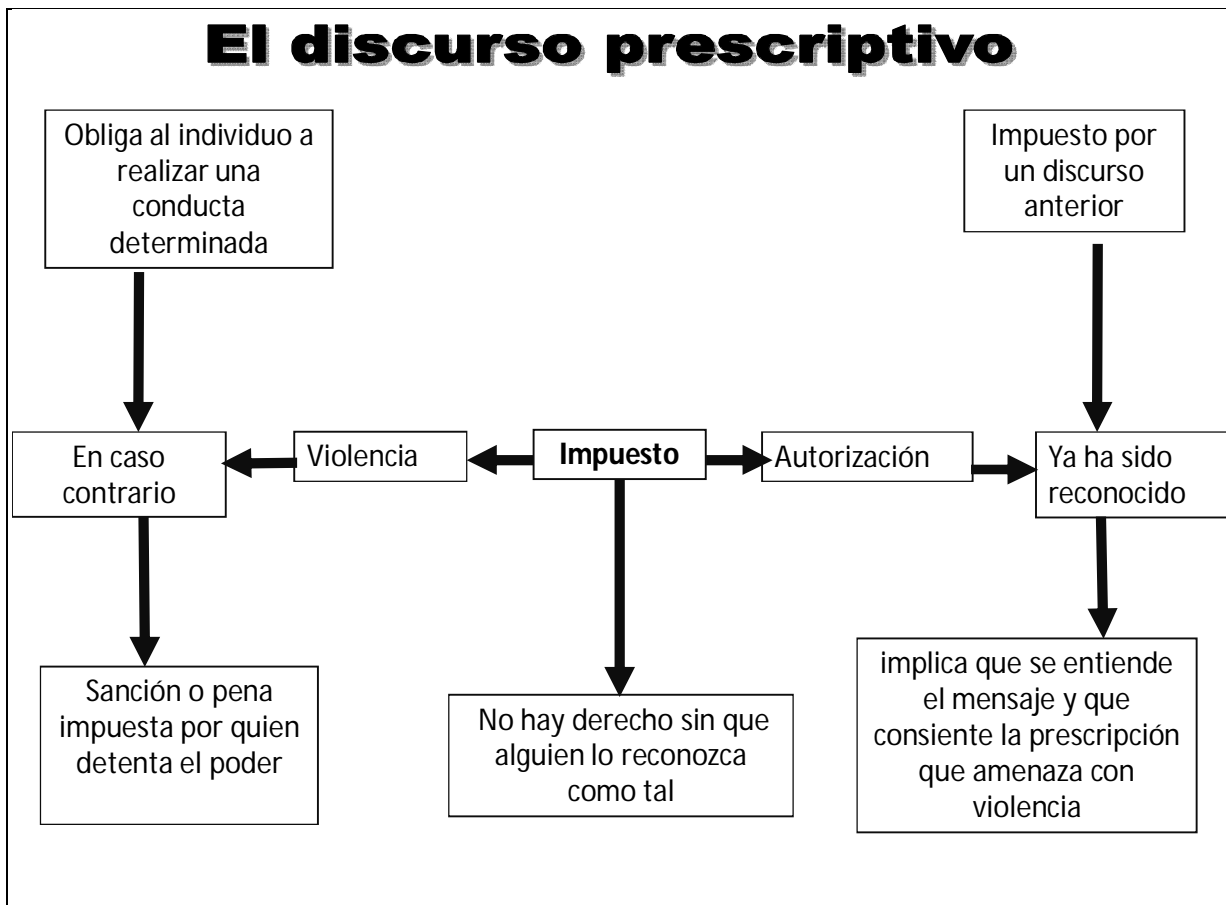 El discurso prescriptivo
Obliga al individuo a
realizar una
conducta
determinada
Impuesto por
un discurso
anterior
En caso
contrario
Violencia
Impuesto
Autorización
Ya ha sido
reconocido
Sanción o pena
impuesta por quien
detenta el poder
No hay derecho sin que
alguien lo reconozca
como tal
implica que se entiende
el mensaje y que
consiente la prescripción
que amenaza con
violencia